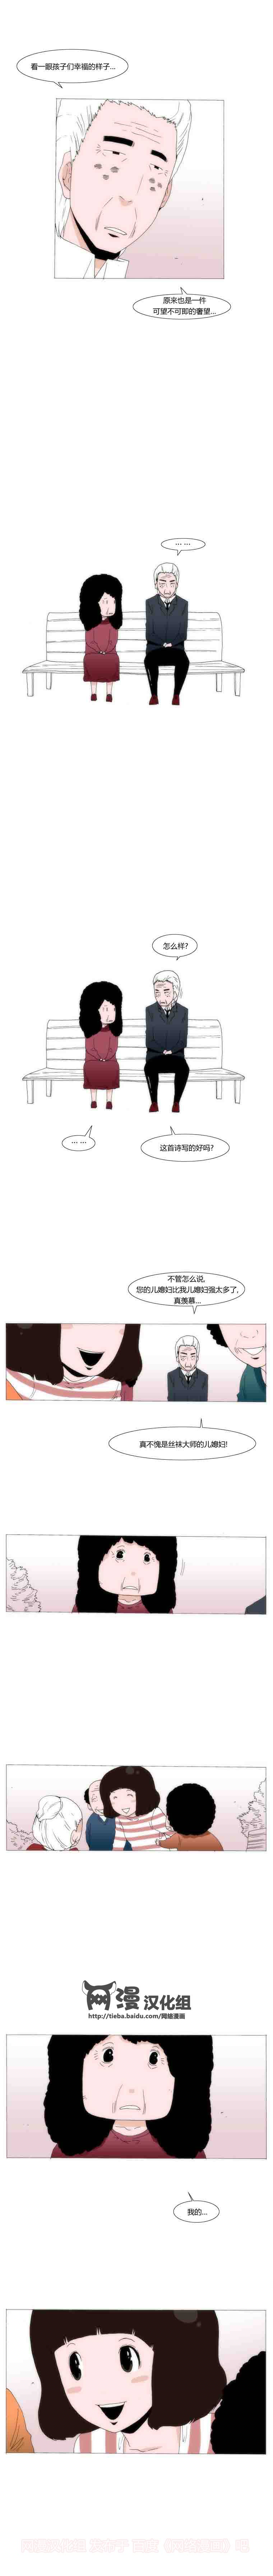 看一眼孩子们幸福的样子...
原来也是一件
可望不可即的奢望...
... ...
怎么样?
... ...
这首诗写的好吗?
不管怎么说,
您的儿媳妇比我儿媳妇强太多了,
真羡慕...
真不愧是丝袜大师的儿媳妇!
网漫汉化组
http://tieba.baidu.com/网络漫画
我的...